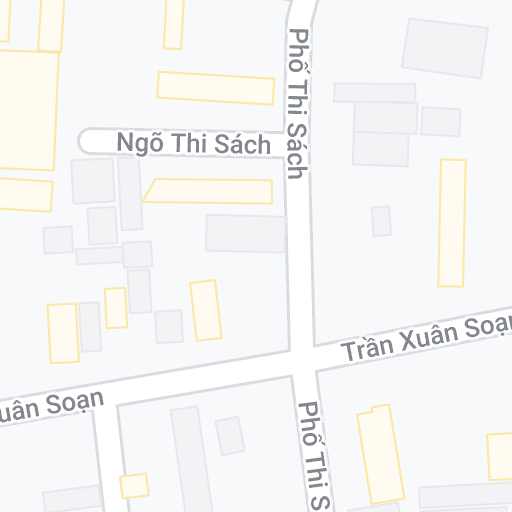 Phố Thi Sách
Ngõ Thi Sách
Trần Xuân Soạn
uân Soạn
Phố Thi S